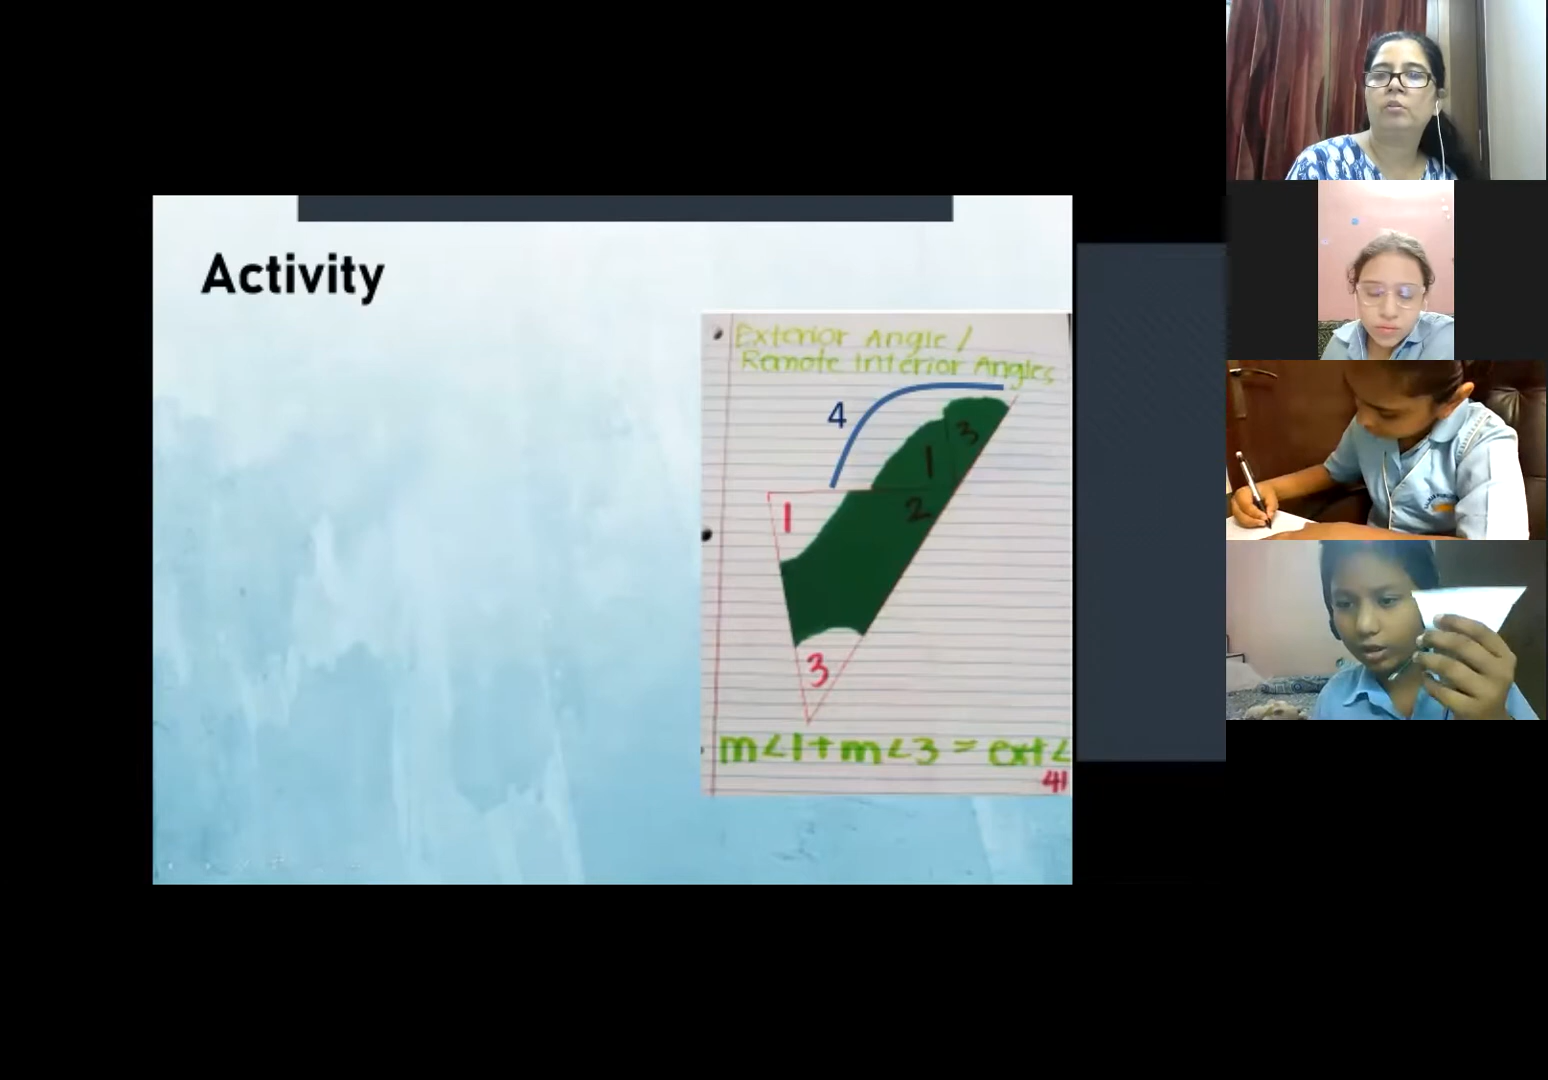 Activity
Exterior Angle /
Remote Interior Angles
4
3
1
2
1
3
m∠1+m∠3 = ext∠
41